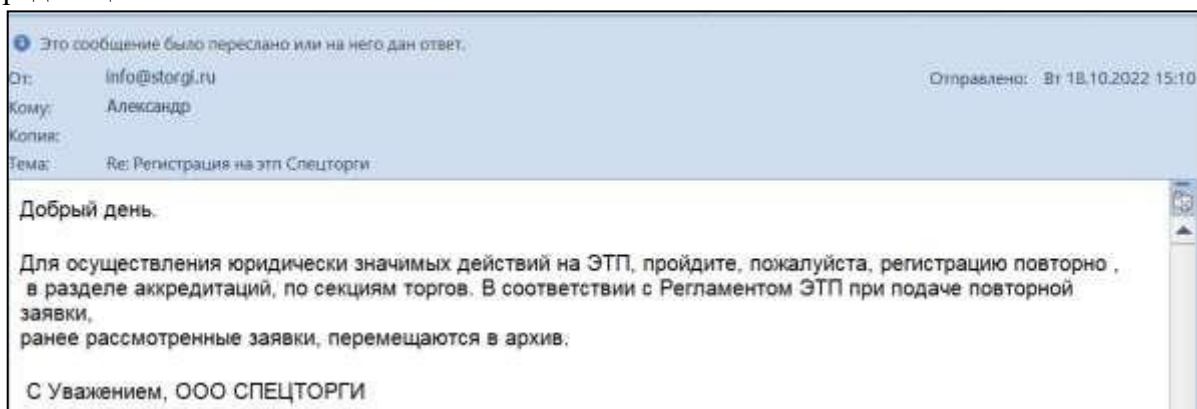 Это сообщение было переслано или на него дан ответ.
От: info@storgi.ru Отправлено: Вт 18.10.2022 15:10
Кому: Александр
Копия:
Тема: Re: Регистрация на этп Спецторги
Добрый день.
Для осуществления юридически значимых действий на ЭТП, пройдите, пожалуйста, регистрацию повторно ,
в разделе аккредитаций, по секциям торгов. В соответствии с Регламентом ЭТП при подаче повторной
заявки,
ранее рассмотренные заявки, перемещаются в архив.
С Уважением, ООО СПЕЦТОРГИ